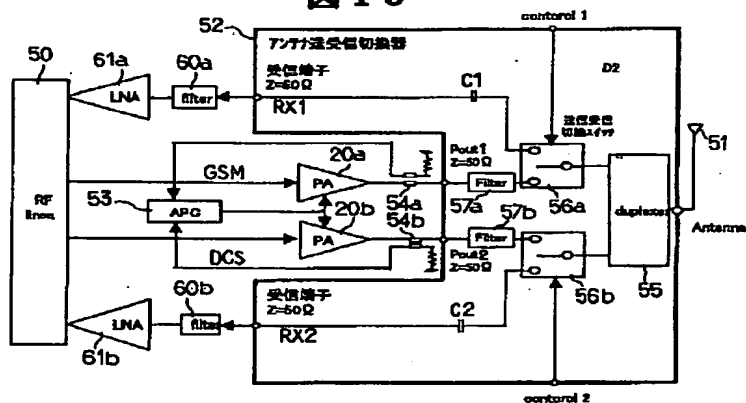 control 1
52
アンテナ送受信切換器
50
61a
60a
受信端子
Z=50Ω
C1
D2
LNA
filter
RX1
送信受信
切換スイッチ
51
20a
Pout1
Z=50Ω
GSM
PA
Filter
RF
linea
53
APC
54a
57a
56a
20b
54b
57b
duplexer
Antenna
PA
Filter
DCS
Pout2
Z=50Ω
56b
55
60b
受信端子
Z=50Ω
C2
LNA
filter
RX2
61b
control 2